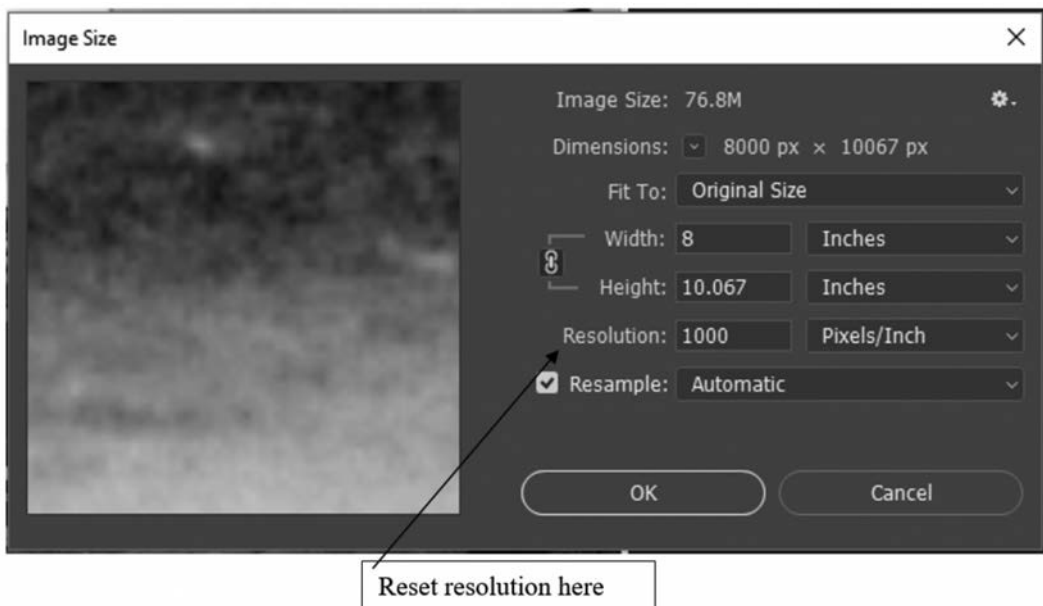 Image Size
Image Size: 76.8M
Dimensions: 8000 px × 10067 px
Fit To: Original Size
Width: 8 Inches
Height: 10.067 Inches
Resolution: 1000 Pixels/Inch
Resample: Automatic
OK Cancel
Reset resolution here